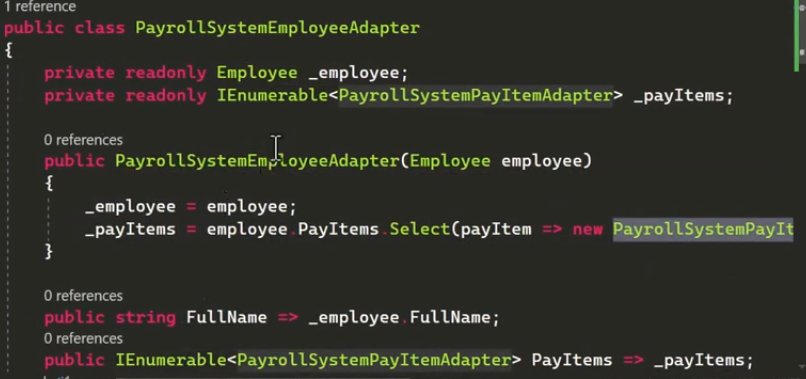 1 reference
public class PayrollSystemEmployeeAdapter
{
private readonly Employee _employee;
private readonly IEnumerable<PayrollSystemPayItemAdapter> _payItems;
0 references
public PayrollSystemEmployeeAdapter(Employee employee)
{
_employee = employee;
_payItems = employee.PayItems.Select(payItem => new PayrollSystemPayIt
}
0 references
public string FullName => _employee.FullName;
0 references
public IEnumerable<PayrollSystemPayItemAdapter> PayItems => _payItems;